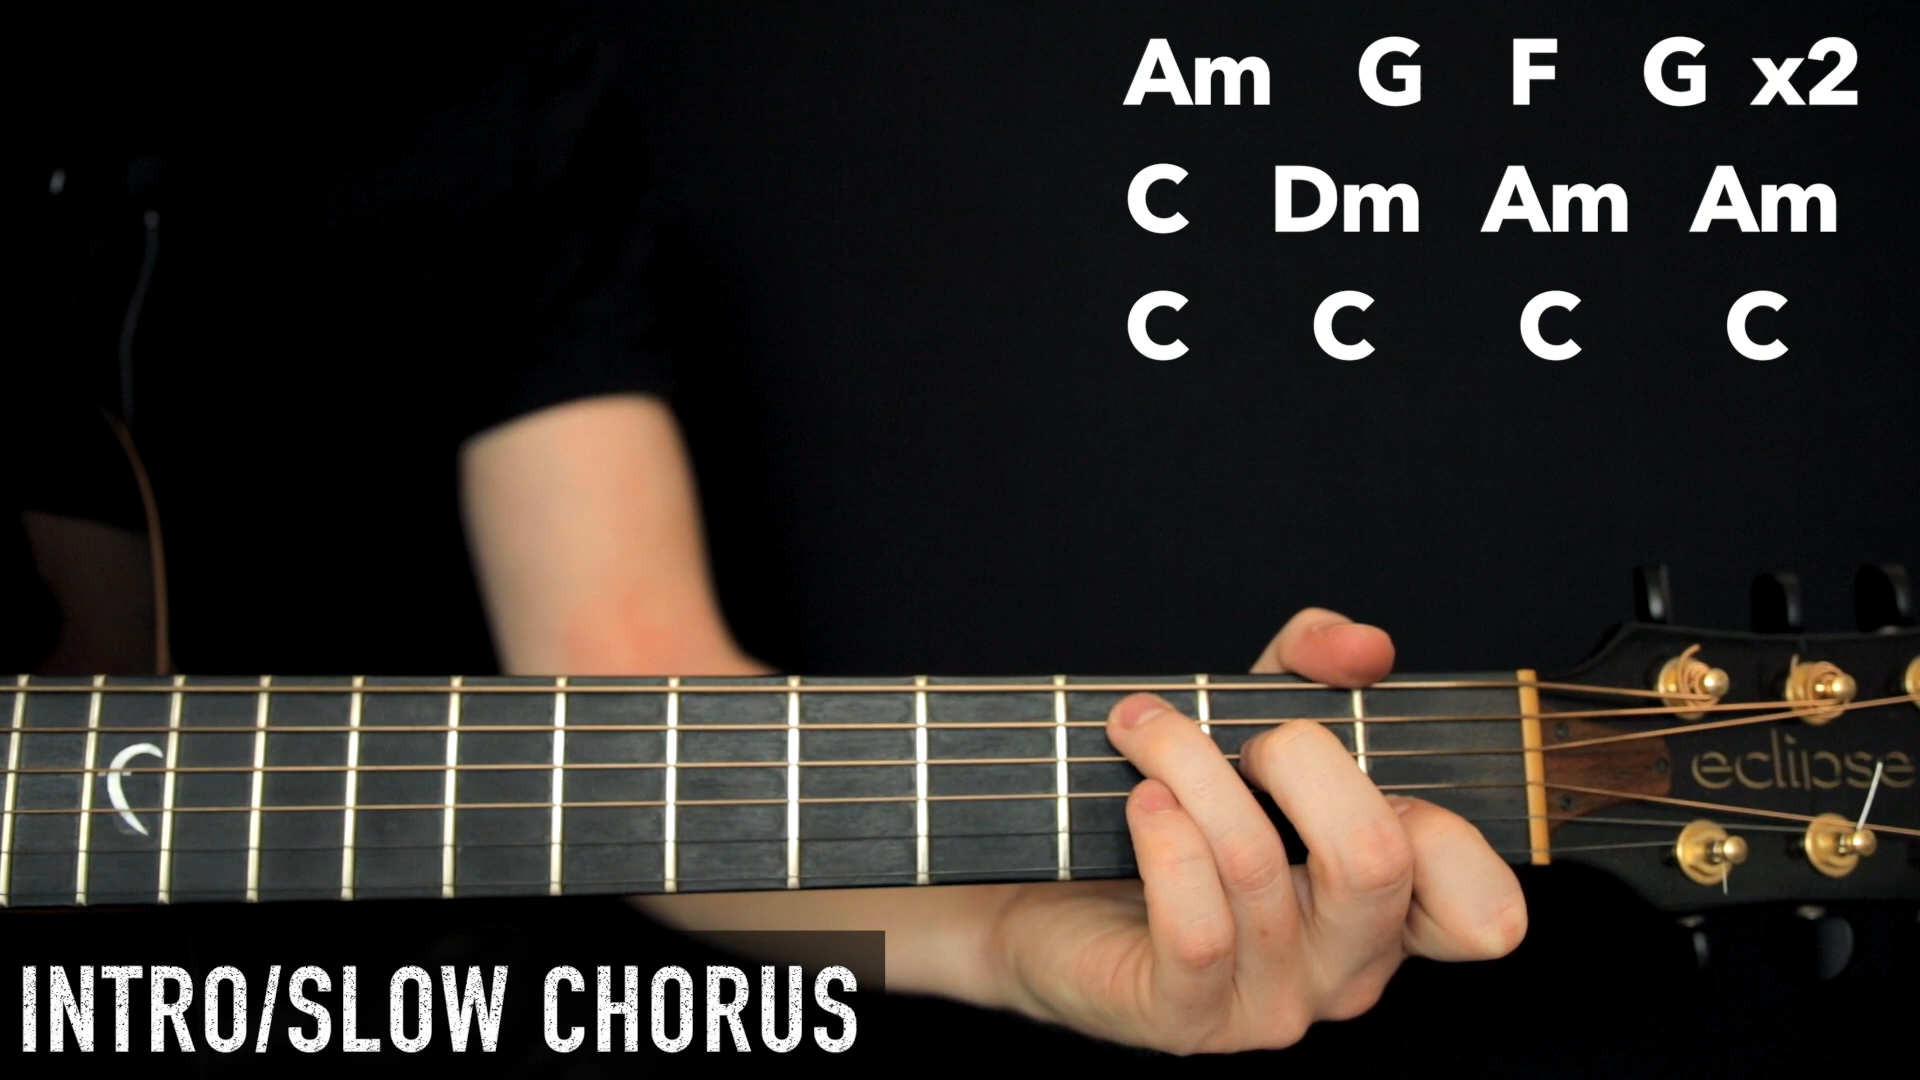 Am G F G x2
C Dm Am Am
C C C C
eclipse
INTRO/SLOW CHORUS